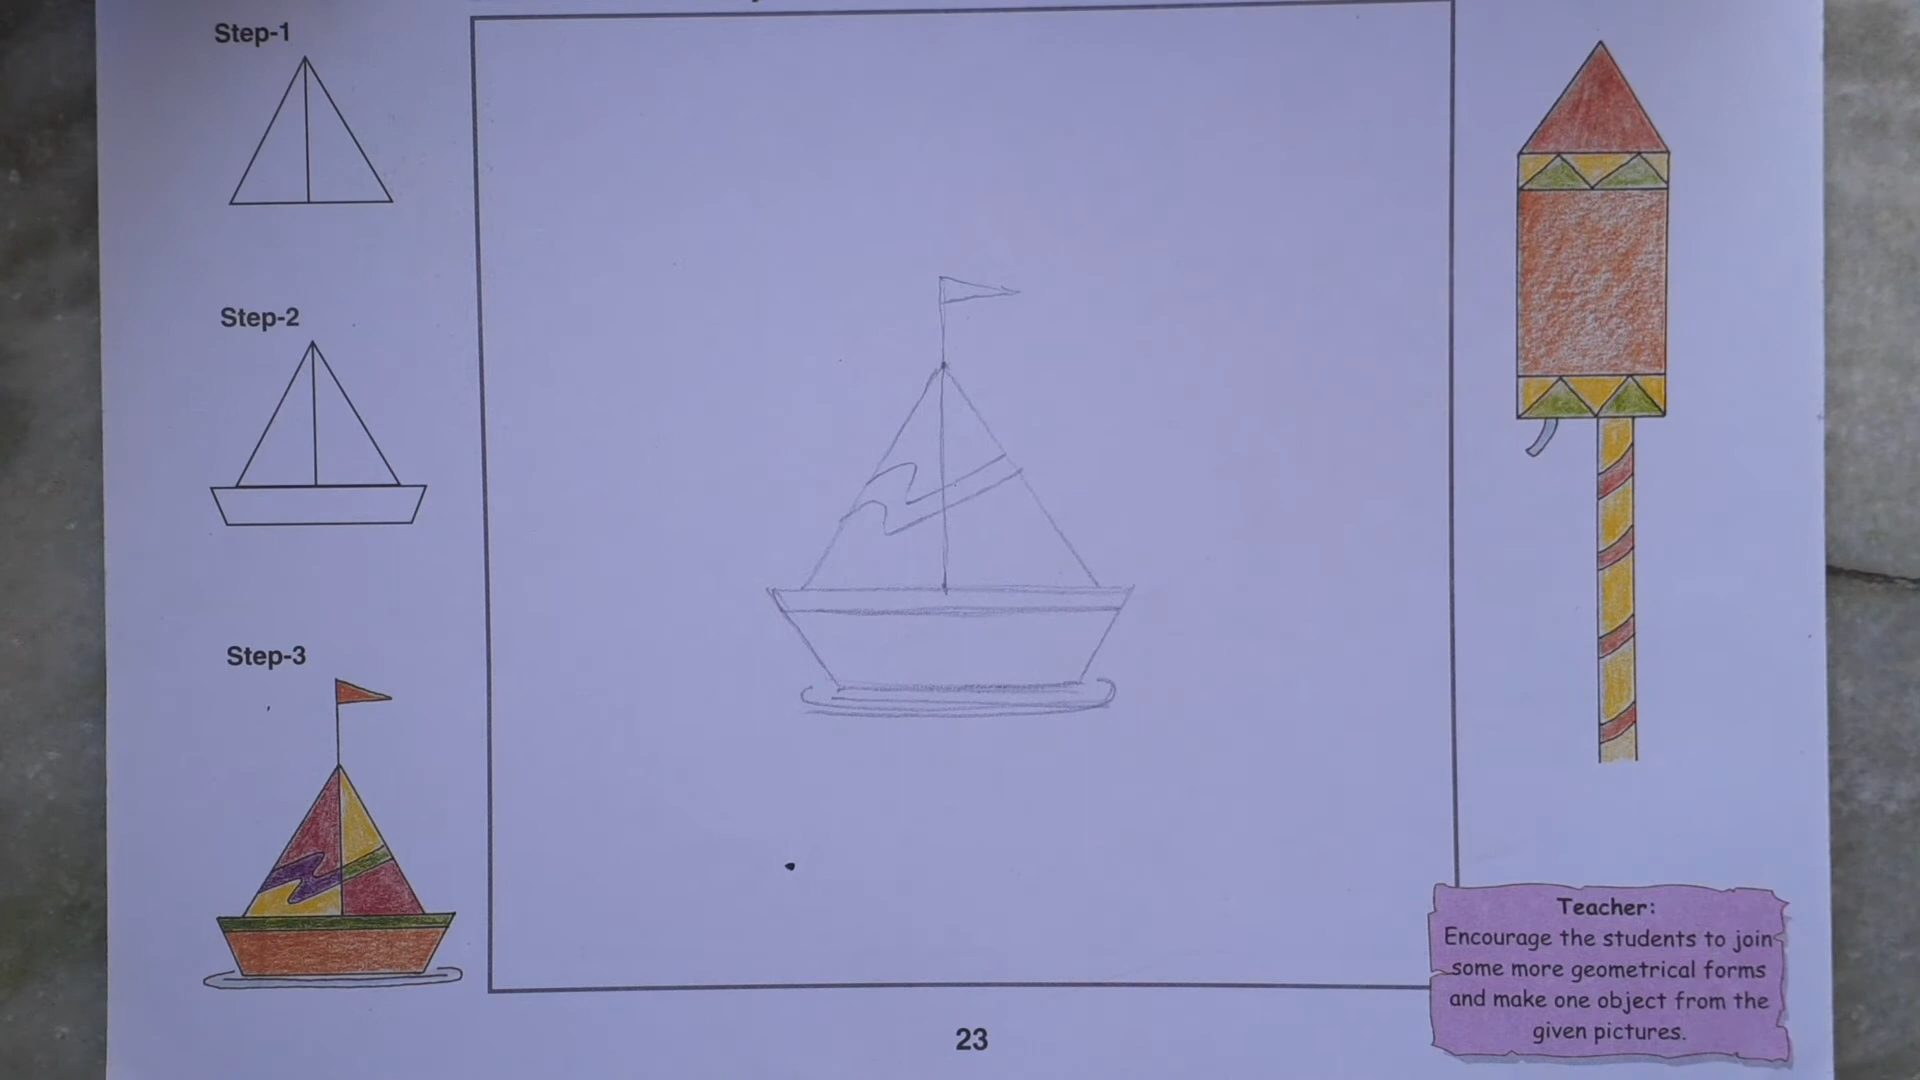 Step-1
Step-2
Step-3
Teacher:
Encourage the students to join
some more geometrical forms
and make one object from the
given pictures.
23